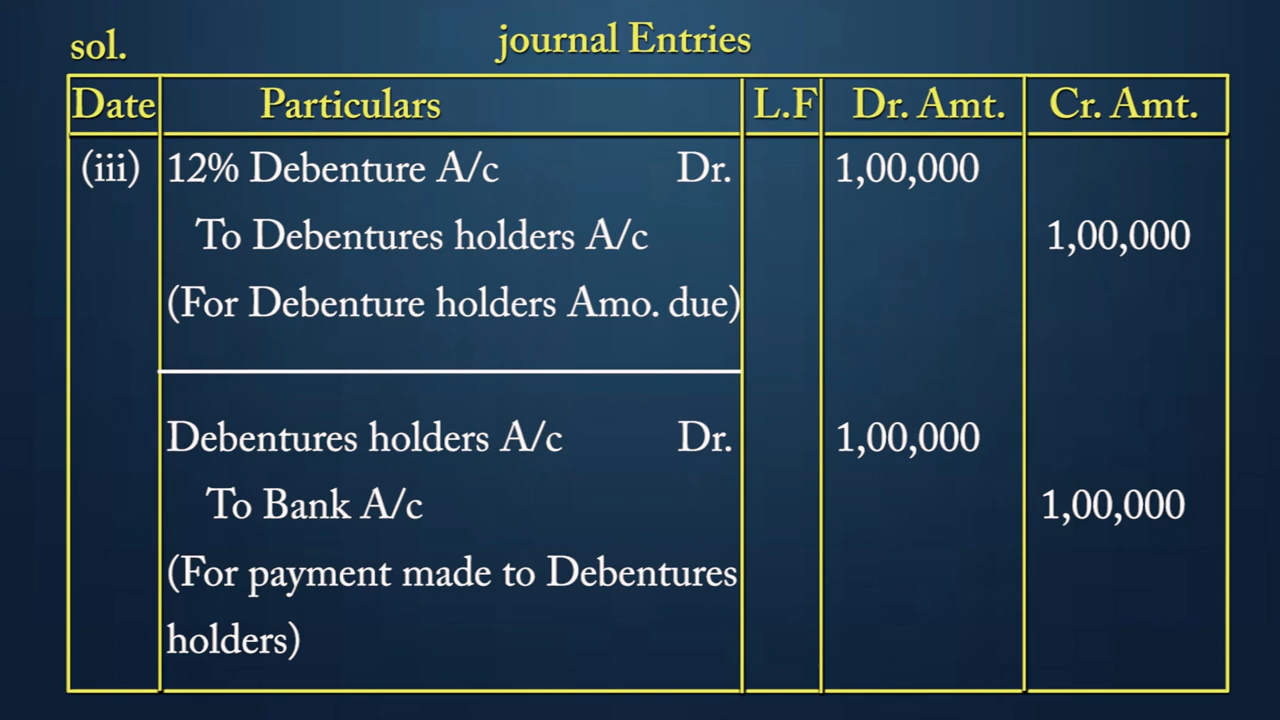 sol.
journal Entries
Date Particulars L.F Dr. Amt. Cr. Amt.
(iii) 12% Debenture A/c Dr. 1,00,000
To Debentures holders A/c 1,00,000
(For Debenture holders Amo. due)
Debentures holders A/c Dr. 1,00,000
To Bank A/c 1,00,000
(For payment made to Debentures
holders)